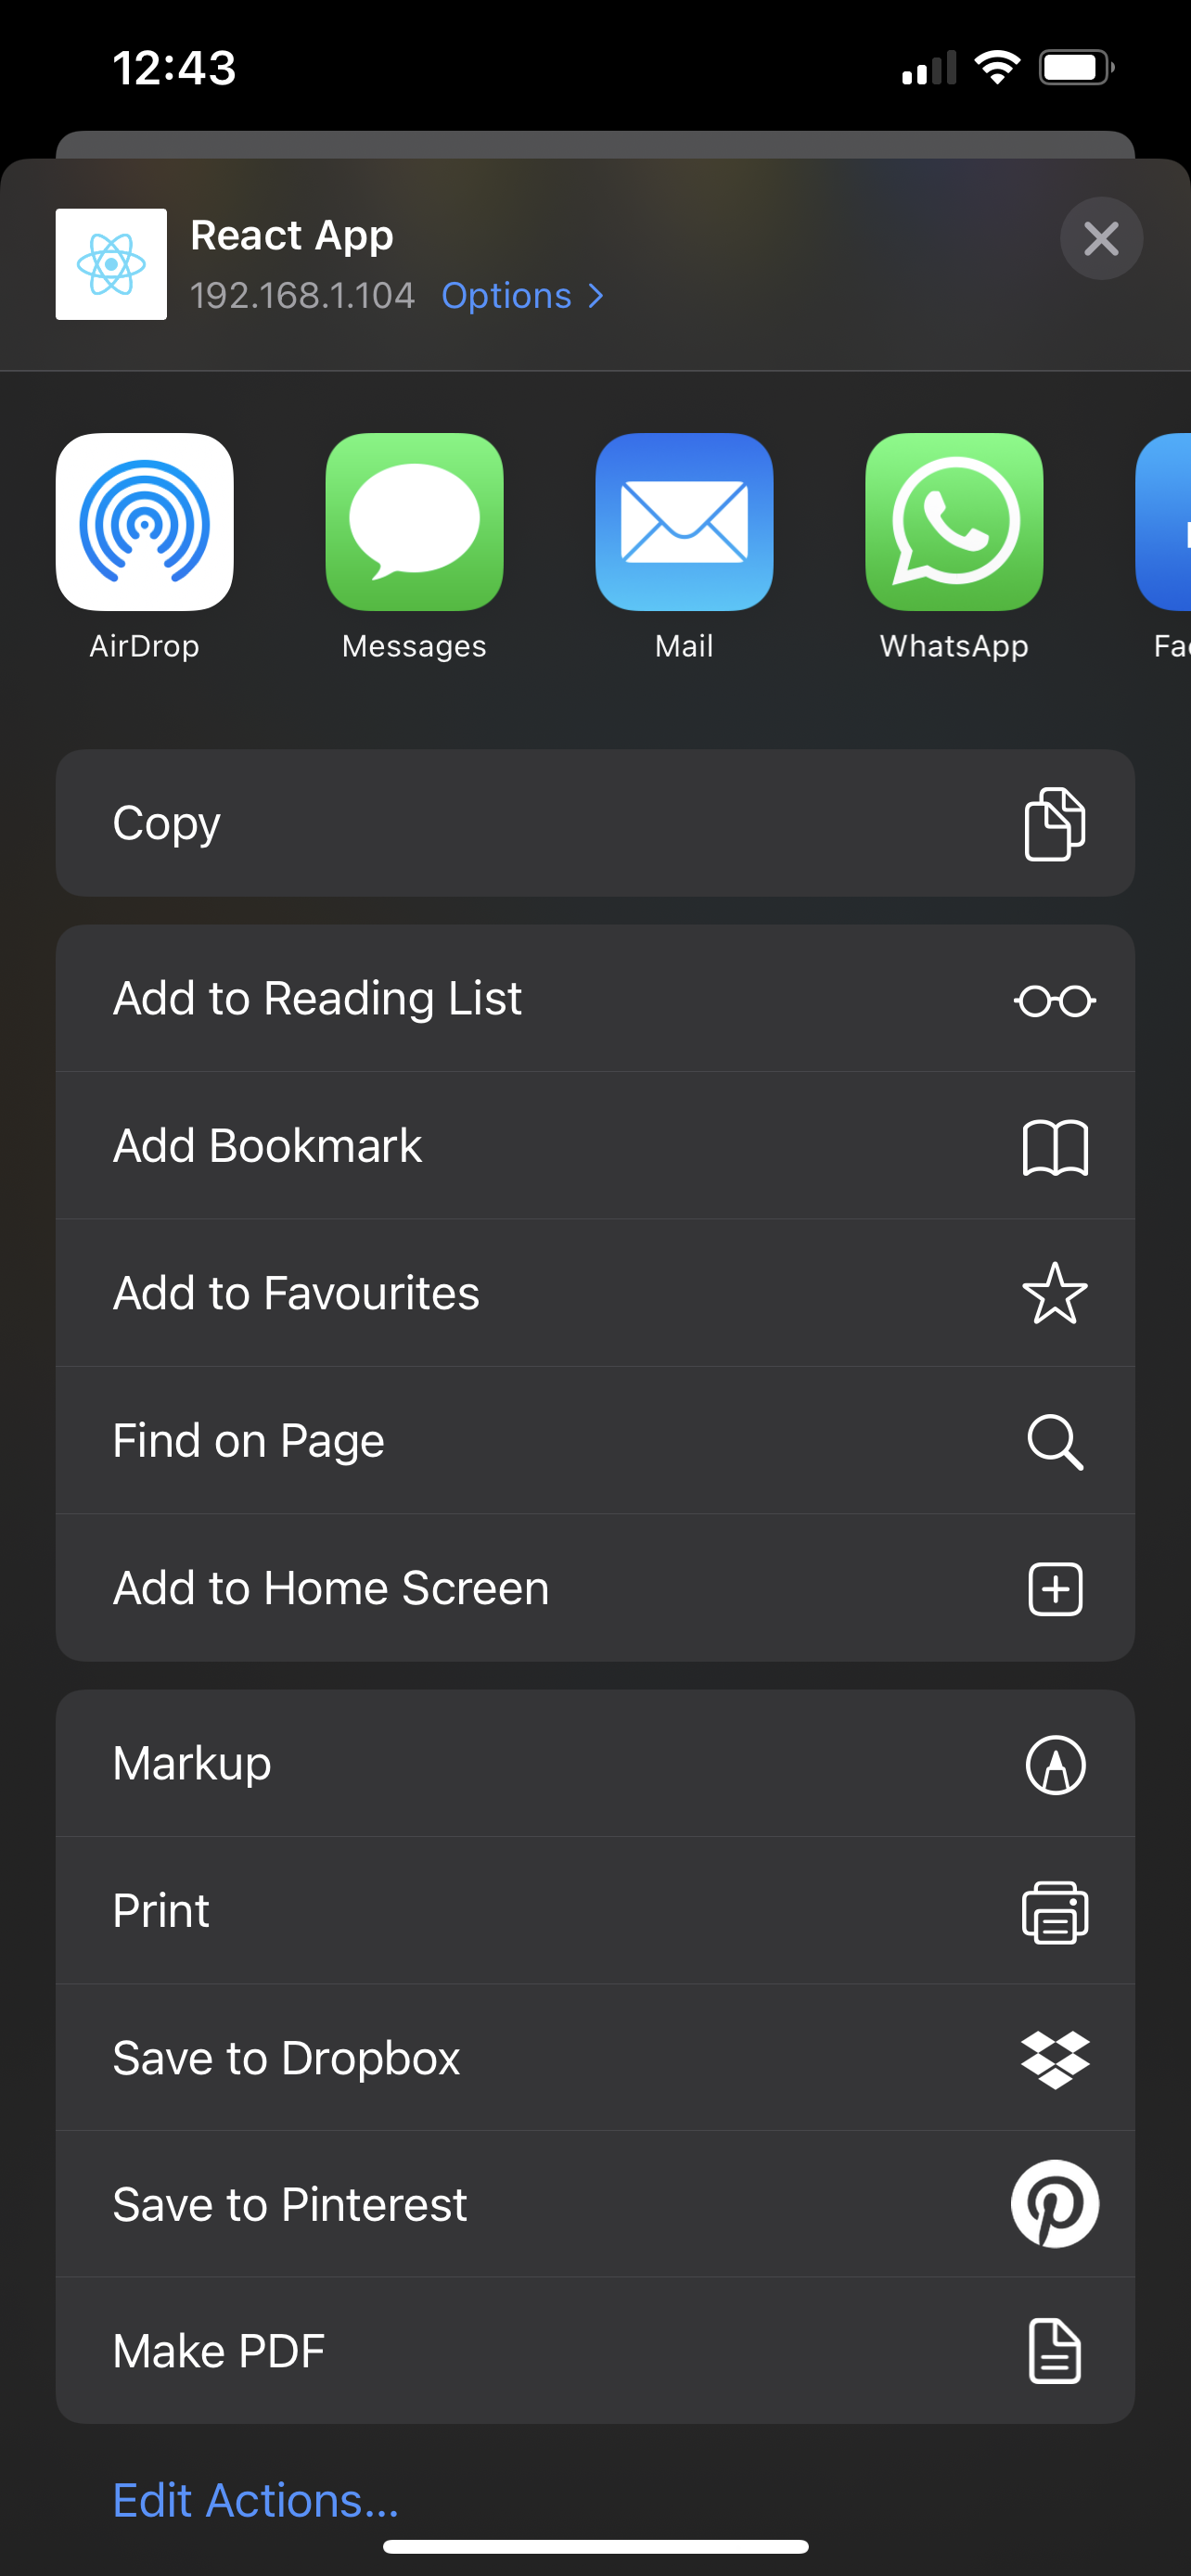 12:43
React App
192.168.1.104 Options
AirDrop
Messages
Mail
WhatsApp
Copy
Add to Reading List
Add Bookmark
Add to Favourites
Find on Page
Add to Home Screen
Markup
Print
Save to Dropbox
Save to Pinterest
Make PDF
Edit Actions...